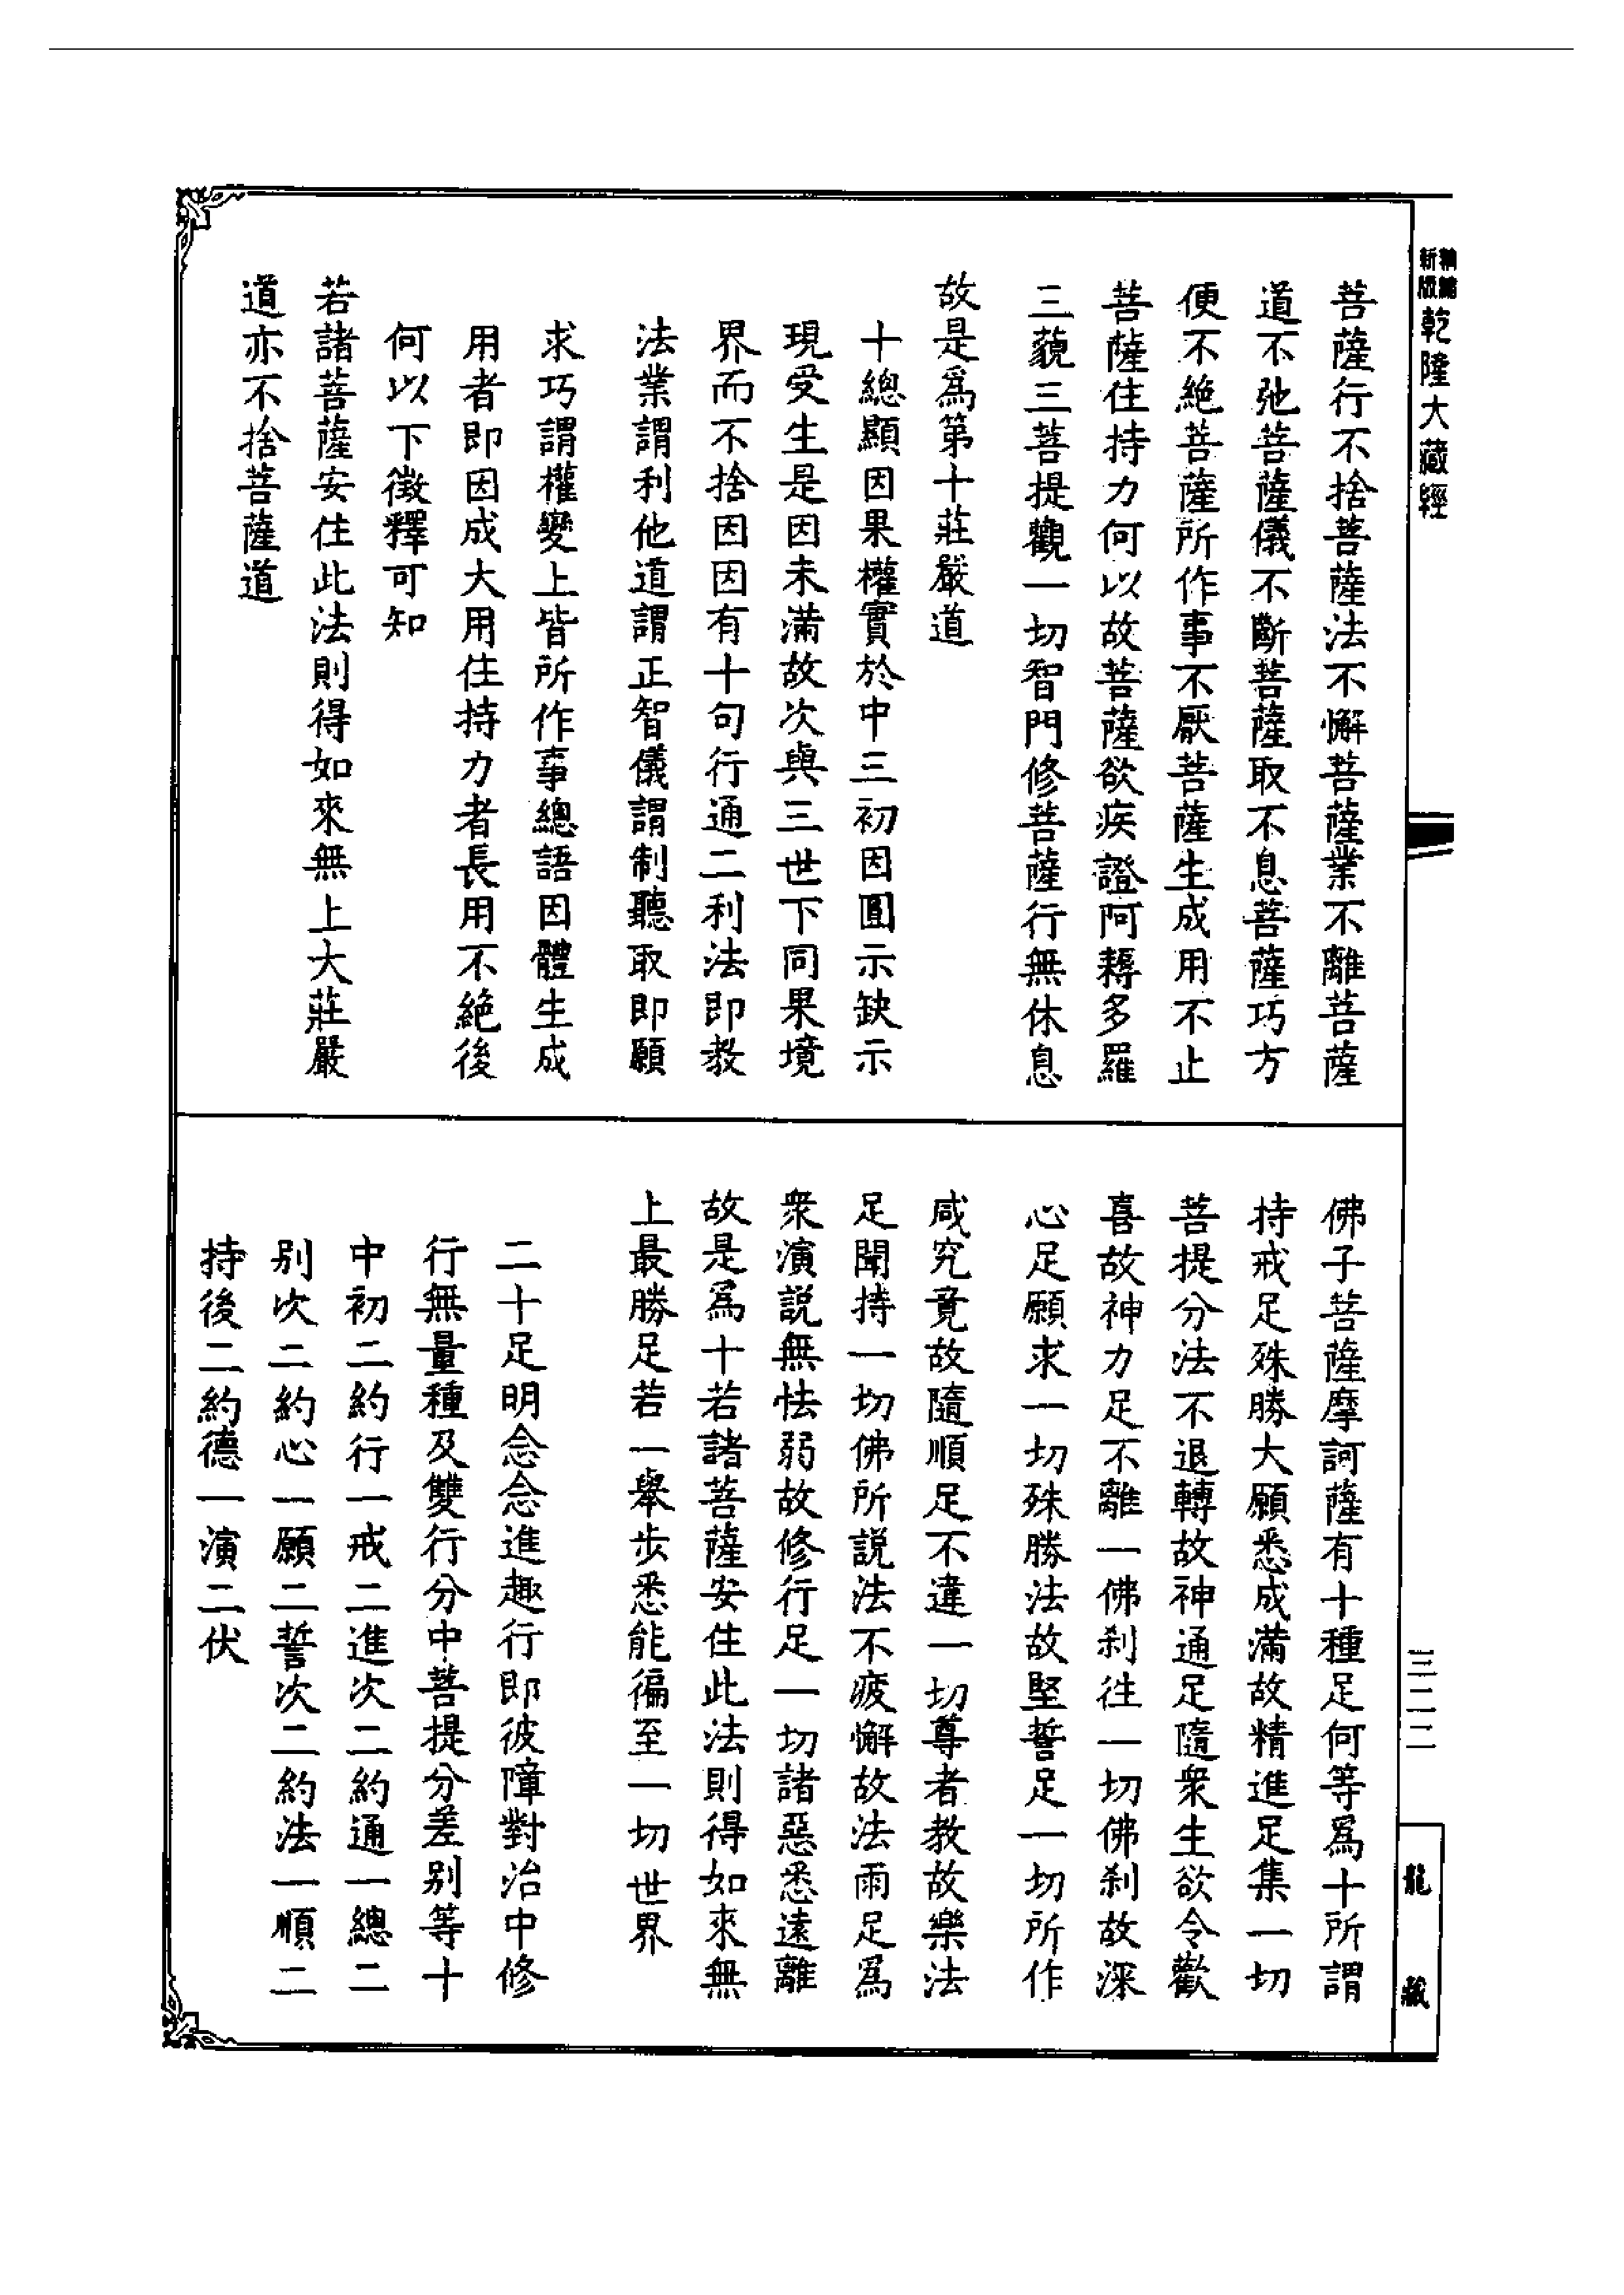 新版精縮乾隆大藏經
菩薩行不捨菩薩法不懈菩薩業不離菩薩
道不弛菩薩儀不斷菩薩取不息菩薩巧方
便不絶菩薩所作事不厭菩薩生成用不止
菩薩住持力何以故菩薩欲疾證阿耨多羅
三藐三菩提觀一切智門修菩薩行無休息
故是爲第十莊嚴道
十總顯因果權實於中三初因圓示缺示
現受生是因未滿故次與三世下同果境
界而不捨因因有十句行通二利法即教
法業謂利他道謂正智儀謂制聽取即願
求巧謂權變上皆所作事總語因體生成
用者即因成大用住持力者長用不絶後
何以下徵釋可知
若諸菩薩安住此法則得如來無上大莊嚴
道亦不捨菩薩道
佛子菩薩摩訶薩有十種足何等爲十所謂
持戒足殊勝大願悉成滿故精進足集一切
菩提分法不退轉故神通足隨衆生欲令歡
喜故神力足不離一佛刹往一切佛刹故深
心足願求一切殊勝法故堅誓足一切所作
咸究竟故隨順足不違一切尊者教故樂法
足聞持一切佛所說法不疲懈故法雨足爲
衆演說無怯弱故修行足一切諸惡悉遠離
故是爲十若諸菩薩安住此法則得如來無
上最勝足若一舉步悉能徧至一切世界
二十足明念念進趣行即彼障對治中修
行無量種及雙行分中菩提分差别等十
中初二約行一戒二進次二約通一總二
别次二約心一願二誓次二約法一順二
持後二約德一演二伏
三二二
龍藏